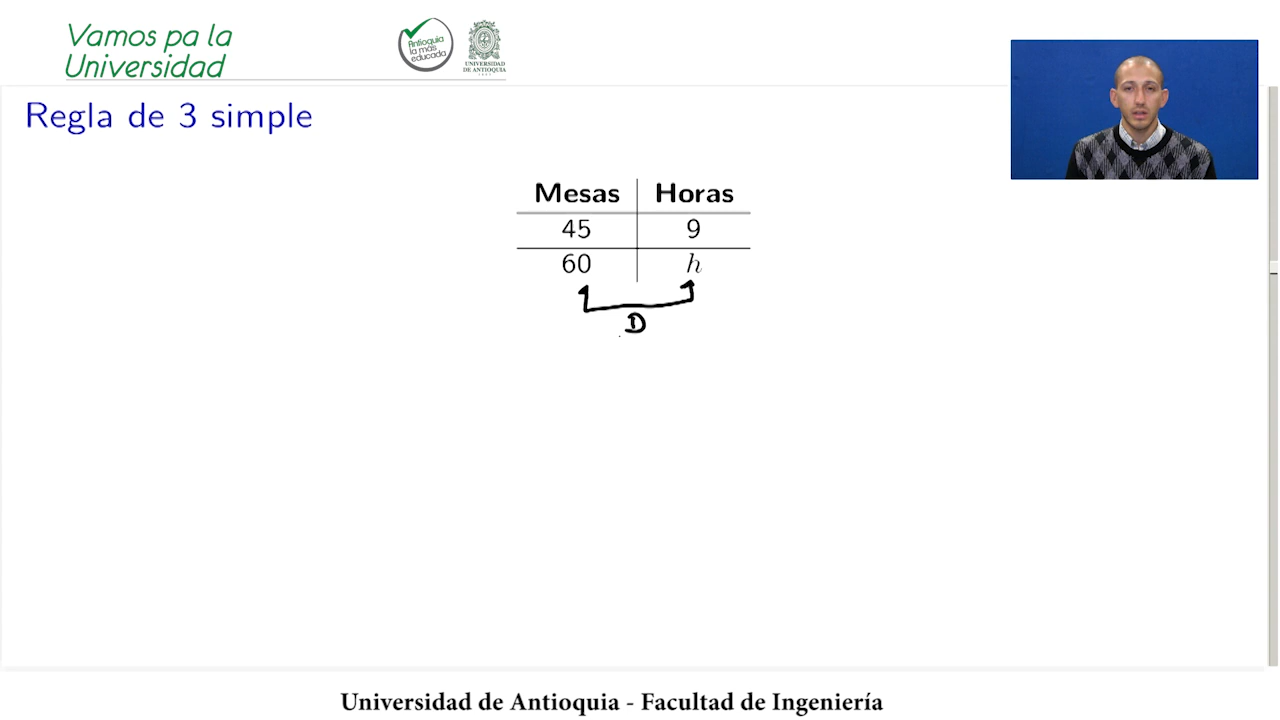 Vamos pa la
Universidad
Antioquia
la más
educada
UNIVERSIDAD
DE ANTIOQUIA
Regla de 3 simple
Mesas Horas
45 9
60 h
D
Universidad de Antioquia - Facultad de Ingeniería